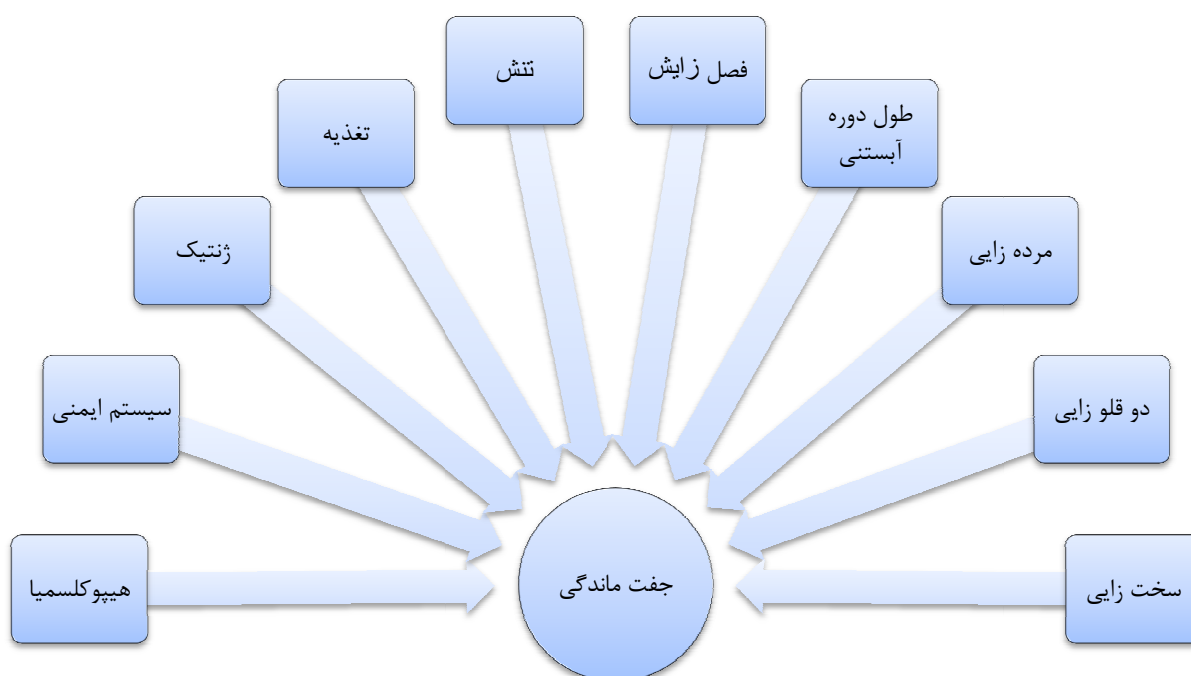 فصل زایش
تنش
طول دوره
آبستنی
تغذیه
مرده زایی
ژنتیک
دو قلو زایی
سیستم ایمنی
سخت زایی
هیپوکلسمیا
جفت ماندگی